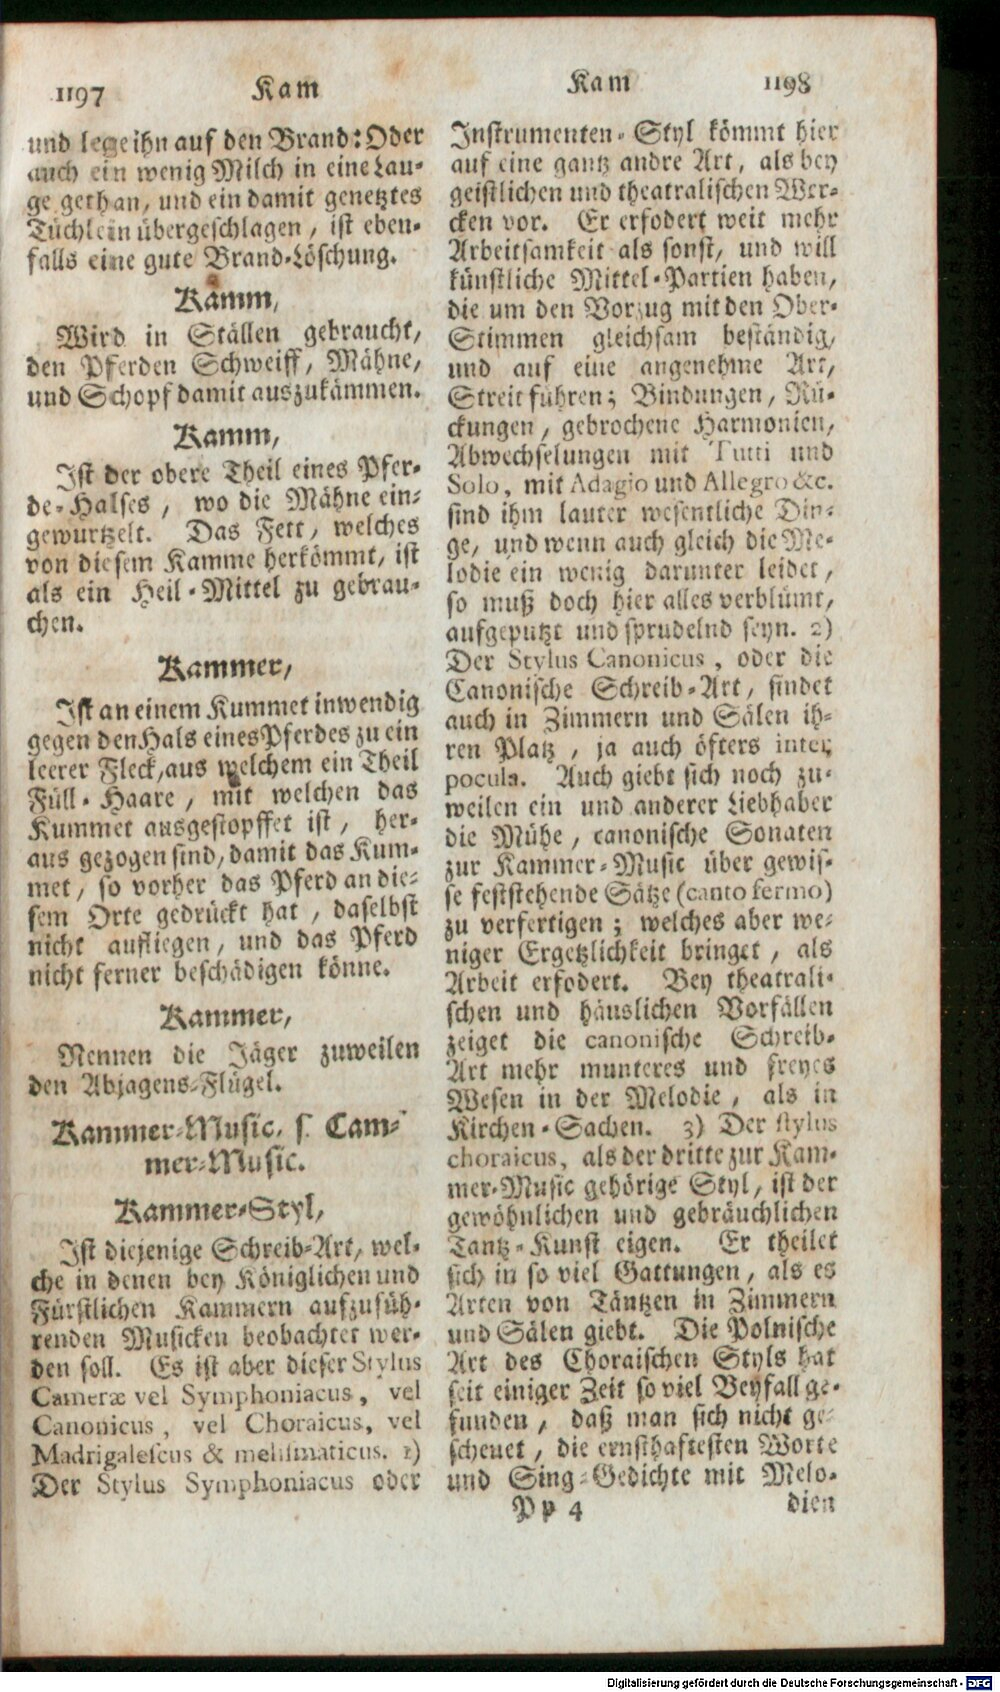 1197 Kam
und lege ihn auf den Brand: Oder
auch ein wenig Milch in eine Lau-
ge gethan, und ein damit genetztes
Tüchlein übergeschlagen, ist eben-
falls eine gute Brand-Löschung.
Kamm,
Wird in Ställen gebraucht,
den Pferden Schweiff, Mähne,
und Schopf damit auszukämmen.
Kamm,
Ist der obere Theil eines Pfer-
de-Halses, wo die Mähne ein-
gewurtzelt. Das Fett, welches
von diesem Kamme herkömmt, ist
als ein Heil-Mittel zu gebrau-
chen.
Kammer,
Ist an einem Kummet inwendig
gegen den Hals eines Pferdes zu ein
leerer Fleck, aus welchem ein Theil
Füll-Haare, mit welchen das
Kummet ausgestopffet ist, her-
aus gezogen sind, damit das Kum-
met, so vorher das Pferd an die-
sem Orte gedrückt hat, daselbst
nicht aufliegen, und das Pferd
nicht ferner beschädigen könne.
Kammer,
Nennen die Jäger zuweilen
den Abjagens-Flügel.
Kammer-Music, s. Cam-
mer-Music.
Kammer-Styl,
Ist diejenige Schreib-Art, wel-
che in denen bey Königlichen und
Fürstlichen Kammern aufzufüh-
renden Musicken beobachtet wer-
den soll. Es ist aber dieser Stylus
Cameræ vel Symphoniacus, vel
Canonicus, vel Choraicus, vel
Madrigalescus & melismaticus. 1)
Der Stylus Symphoniacus oder
Kam 1198
Instrumenten-Styl kömmt hier
auf eine gantz andre Art, als bey
geistlichen und theatralischen Wer-
cken vor. Er erfodert weit mehr
Arbeitsamkeit als sonst, und will
künstliche Mittel-Partien haben,
die um den Vorzug mit den Ober-
Stimmen gleichsam beständig,
und auf eine angenehme Art,
Streit führen; Bindungen, Rü-
ckungen, gebrochene Harmonien,
Abwechselungen mit Tutti und
Solo, mit Adagio und Allegro &c.
sind ihm lauter wesentliche Din-
ge, und wenn auch gleich die Me-
lodie ein wenig darunter leidet,
so muß doch hier alles verblümt,
aufgeputzt und sprudelnd seyn. 2)
Der Stylus Canonicus, oder die
Canonische Schreib-Art, findet
auch in Zimmern und Sälen ih-
ren Platz, ja auch öfters inter
pocula. Auch giebt sich noch zu-
weilen ein und anderer Liebhaber
die Mühe, canonische Sonaten
zur Kammer-Music über gewis-
se feststehende Sätze (canto fermo)
zu verfertigen; welches aber we-
niger Ergetzlichkeit bringet, als
Arbeit erfodert. Bey theatrali-
schen und häuslichen Vorfällen
zeiget die canonische Schreib-
Art mehr munteres und freyes
Wesen in der Melodie, als in
Kirchen-Sachen. 3) Der stylus
choraicus, als der dritte zur Kam-
mer-Music gehörige Styl, ist der
gewöhnlichen und gebräuchlichen
Tantz-Kunst eigen. Er theilet
sich in so viel Gattungen, als es
Arten von Täntzen in Zimmern
und Sälen giebt. Die Polnische
Art des Choraischen Styls hat
seit einiger Zeit so viel Beyfall ge-
funden, daß man sich nicht ge-
scheuet, die ernsthaftesten Worte
und Sing-Gedichte mit Melo-
Pp 4 dien
Digitalisierung gefördert durch die Deutsche Forschungsgemeinschaft - DFG